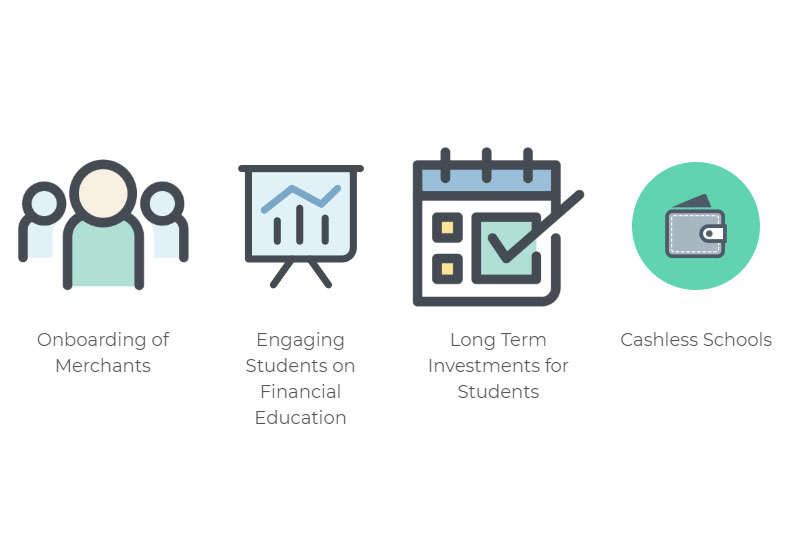 Onboarding of
Merchants
Engaging
Students on
Financial
Education
Long Term
Investments for
Students
Cashless Schools